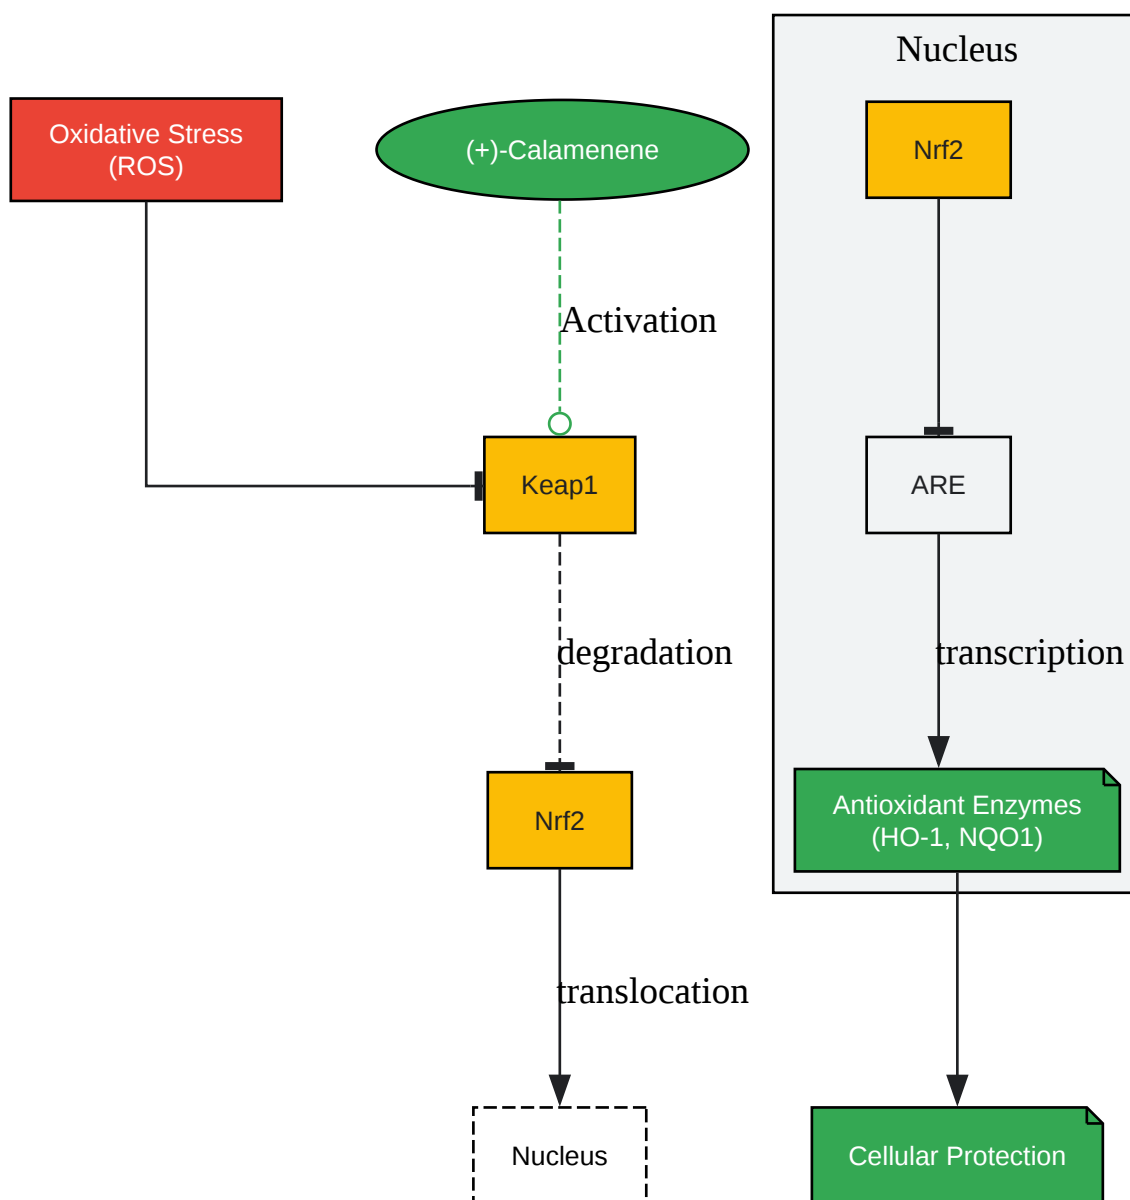 Nucleus
Oxidative Stress
(ROS)
(+)-Calamenene
Nrf2
Activation
Keap1
ARE
degradation
transcription
Nrf2
Antioxidant Enzymes
(HO-1, NQO1)
translocation
Nucleus
Cellular Protection